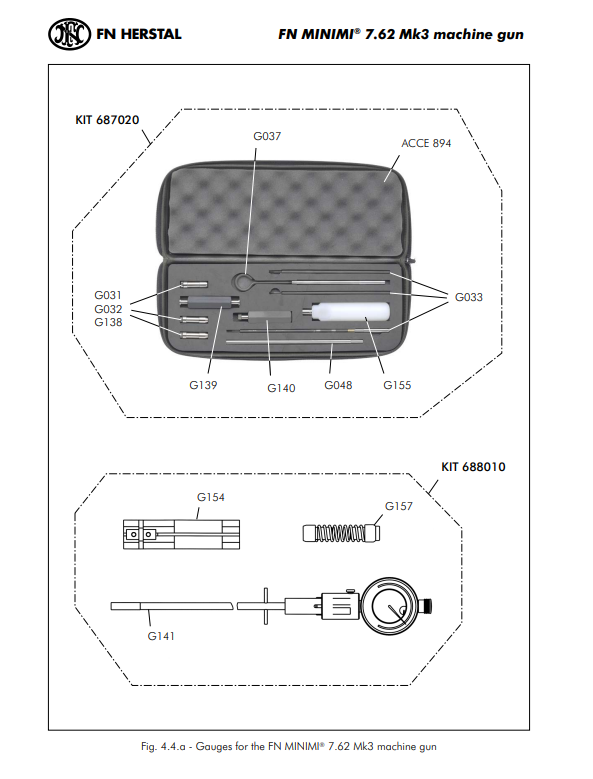 FN HERSTAL
FN MINIMI® 7.62 Mk3 machine gun
KIT 687020
G037
ACCE 894
G031
G032
G138
G033
G139
G140
G048
G155
KIT 688010
G154
G157
G141
Fig. 4.4.a - Gauges for the FN MINIMI® 7.62 Mk3 machine gun